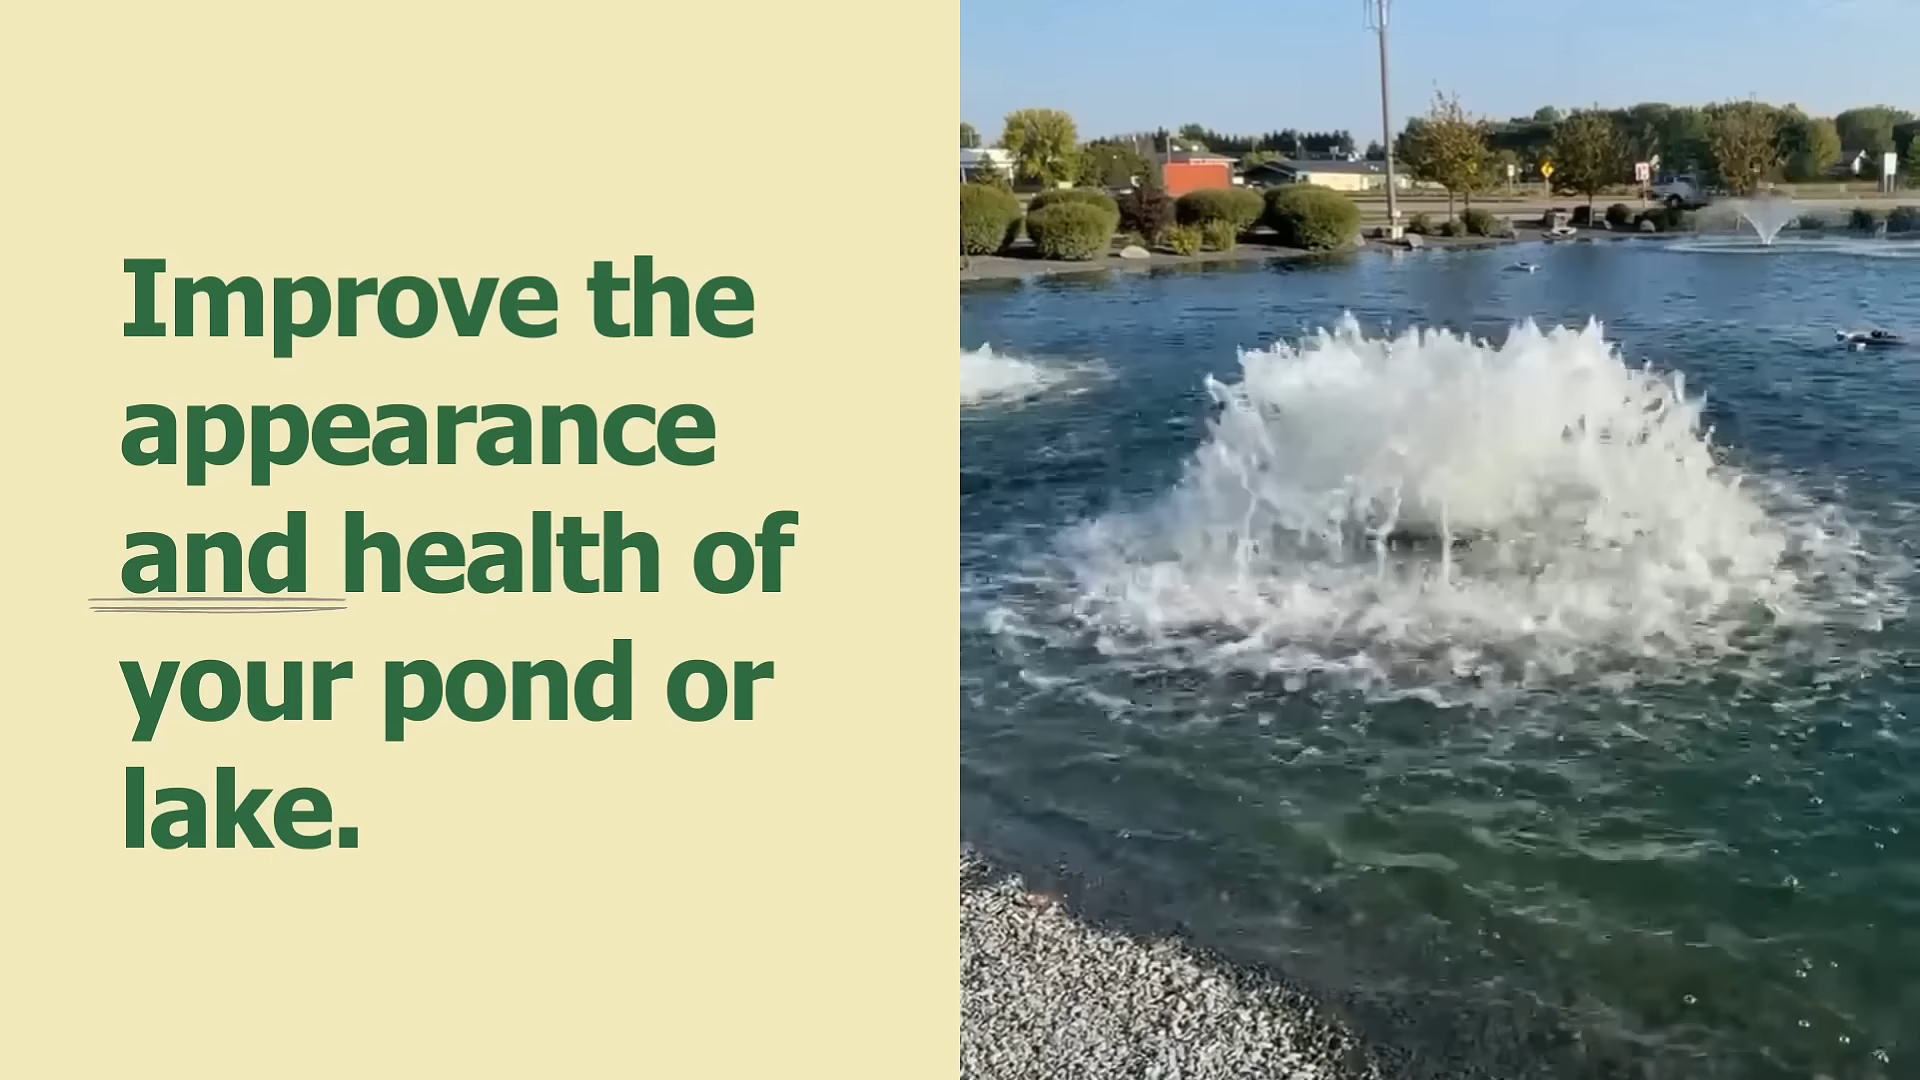 Improve the
appearance
and health of
your pond or
lake.